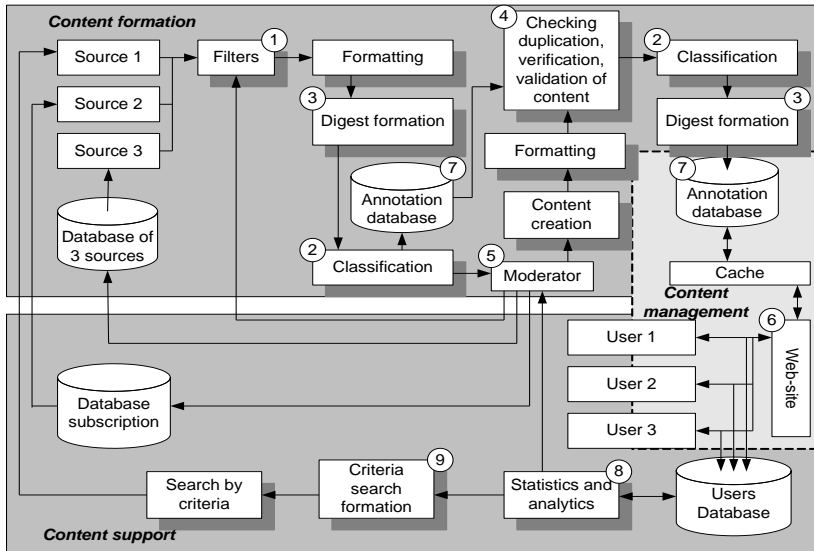 Content formation
Source 1
Source 2
Source 3
Database of
3 sources
Filters
1
Formatting
3
Digest formation
7
Annotation
database
2
Classification
5
Moderator
4
Checking
duplication,
verification,
validation of
content
Formatting
Content
creation
2
Classification
3
Digest formation
7
Annotation
database
Cache
Content
management
6
Web-site
User 1
User 2
User 3
Database
subscription
Search by
criteria
9
Criteria
search
formation
8
Statistics and
analytics
Users
Database
Content support